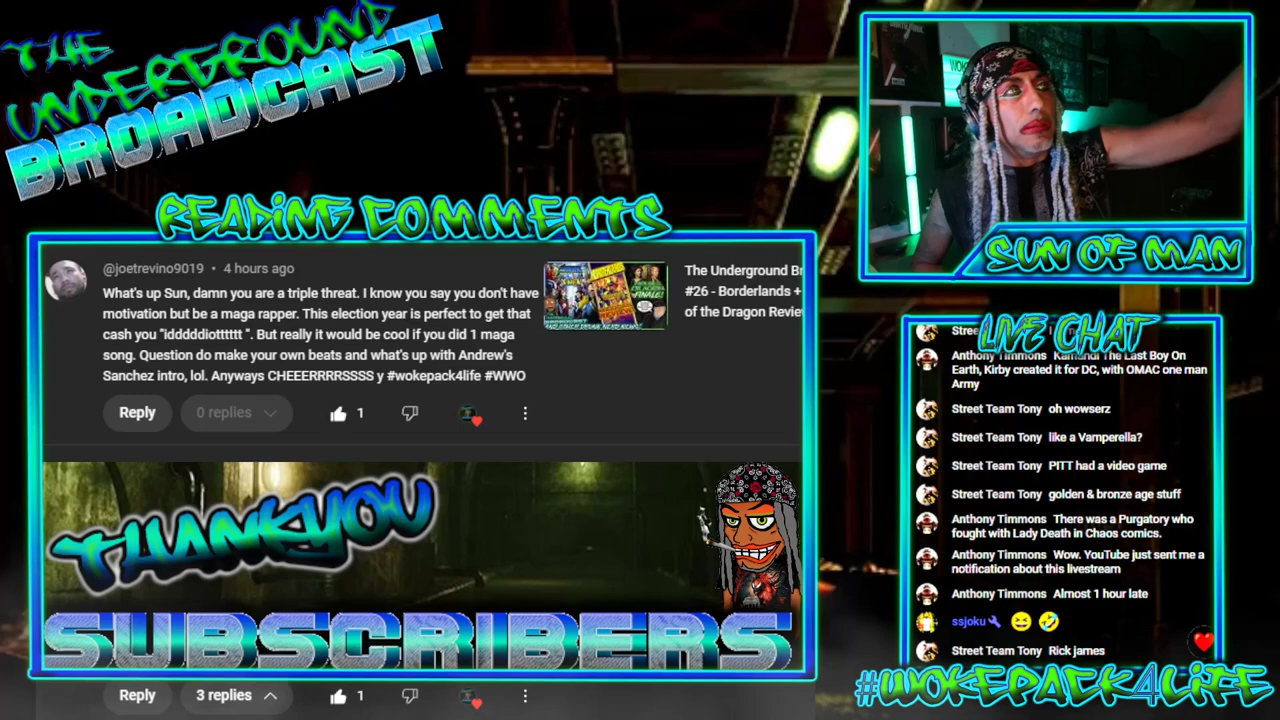 THE
UNDERGROUND
BROADCAST
READING COMMENTS
@joetrevino9019 • 4 hours ago
What's up Sun, damn you are a triple threat. I know you say you don't have
motivation but be a maga rapper. This election year is perfect to get that
cash you "idddddiottttt ". But really it would be cool if you did 1 maga
song. Question do make your own beats and what's up with Andrew's
Sanchez intro, lol. Anyways CHEEERRRRSSSS y #wokepack4life #WWO
The Underground Br
#26 - Borderlands +
of the Dragon Revie
Reply
0 replies
1
THANKYOU
SUBSCRIBERS
Reply
3 replies
1
SUN OF MAN
LIVE CHAT
Stree
Anthony Timmons Kamandi The Last Boy On
Earth, Kirby created it for DC, with OMAC one man
Army
Street Team Tony oh wowserz
Street Team Tony like a Vamperella?
Street Team Tony PITT had a video game
Street Team Tony golden & bronze age stuff
Anthony Timmons There was a Purgatory who
fought with Lady Death in Chaos comics.
Anthony Timmons Wow. YouTube just sent me a
notification about this livestream
Anthony Timmons Almost 1 hour late
ssjoku 😆 🤣
Street Team Tony Rick james
#WOKEPACK4LIFE